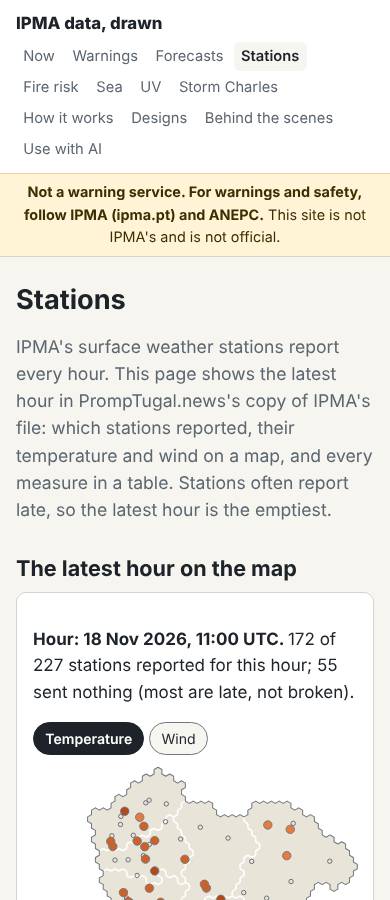 IPMA data, drawn
Now Warnings Forecasts Stations
Fire risk Sea UV Storm Charles
How it works Designs Behind the scenes
Use with AI
Not a warning service. For warnings and safety,
follow IPMA (ipma.pt) and ANEPC. This site is not
IPMA's and is not official.
Stations
IPMA's surface weather stations report
every hour. This page shows the latest
hour in PrompTugal.news's copy of IPMA's
file: which stations reported, their
temperature and wind on a map, and every
measure in a table. Stations often report
late, so the latest hour is the emptiest.
The latest hour on the map
Hour: 18 Nov 2026, 11:00 UTC. 172 of
227 stations reported for this hour; 55
sent nothing (most are late, not broken).
Temperature Wind